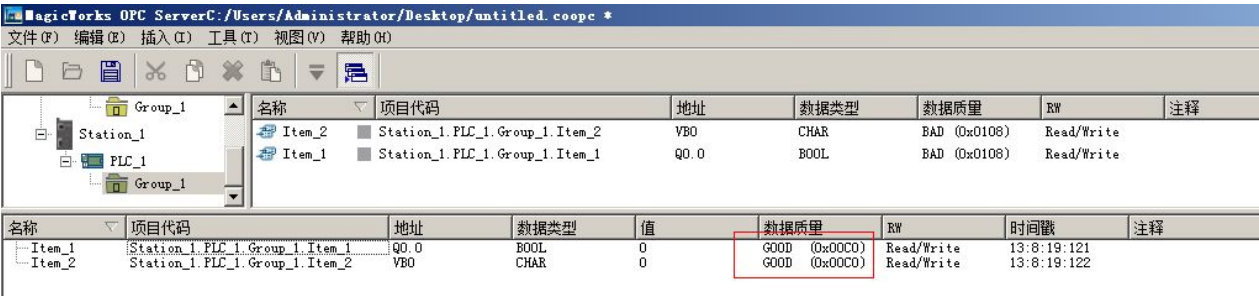 MagicWorks OPC ServerC:/Users/Administrator/Desktop/untitled.coopc *
文件(F) 编辑(E) 插入(I) 工具(T) 视图(V) 帮助(H)
Group_1
Station_1
PLC_1
Group_1
名称 项目代码 地址 数据类型 数据质量 RW 注释
Item_2 Station_1.PLC_1.Group_1.Item_2 VB0 CHAR BAD (0x0108) Read/Write
Item_1 Station_1.PLC_1.Group_1.Item_1 Q0.0 BOOL BAD (0x0108) Read/Write
名称 项目代码 地址 数据类型 值 数据质量 RW 时间戳 注释
Item_1 Station_1.PLC_1.Group_1.Item_1 Q0.0 BOOL 0 GOOD (0x00C0) Read/Write 13:8:19:121
Item_2 Station_1.PLC_1.Group_1.Item_2 VB0 CHAR 0 GOOD (0x00C0) Read/Write 13:8:19:122